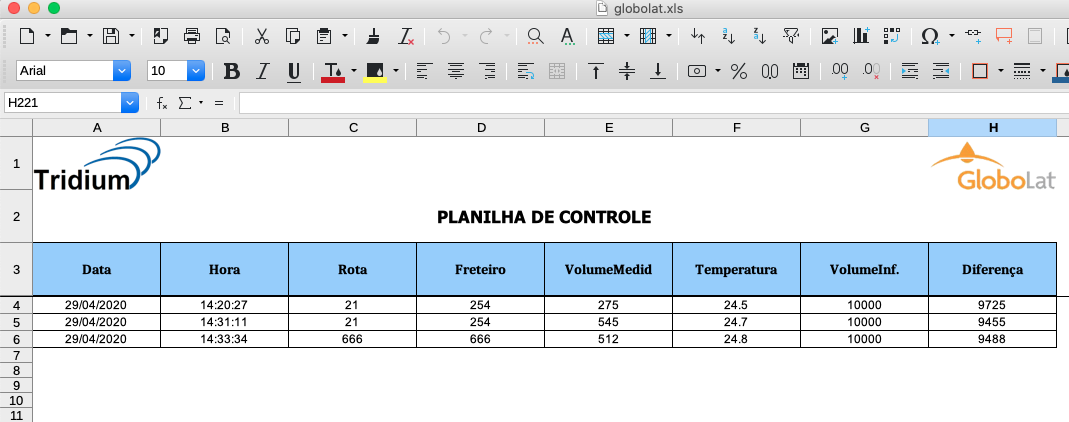 globolat.xls
Arial 10 B I U
H221 fx Σ =
A B C D E F G H
1 Tridium GloboLat
2 PLANILHA DE CONTROLE
3 Data Hora Rota Freteiro VolumeMedid Temperatura VolumeInf. Diferença
4 29/04/2020 14:20:27 21 254 275 24.5 10000 9725
5 29/04/2020 14:31:11 21 254 545 24.7 10000 9455
6 29/04/2020 14:33:34 666 666 512 24.8 10000 9488
7
8
9
10
11